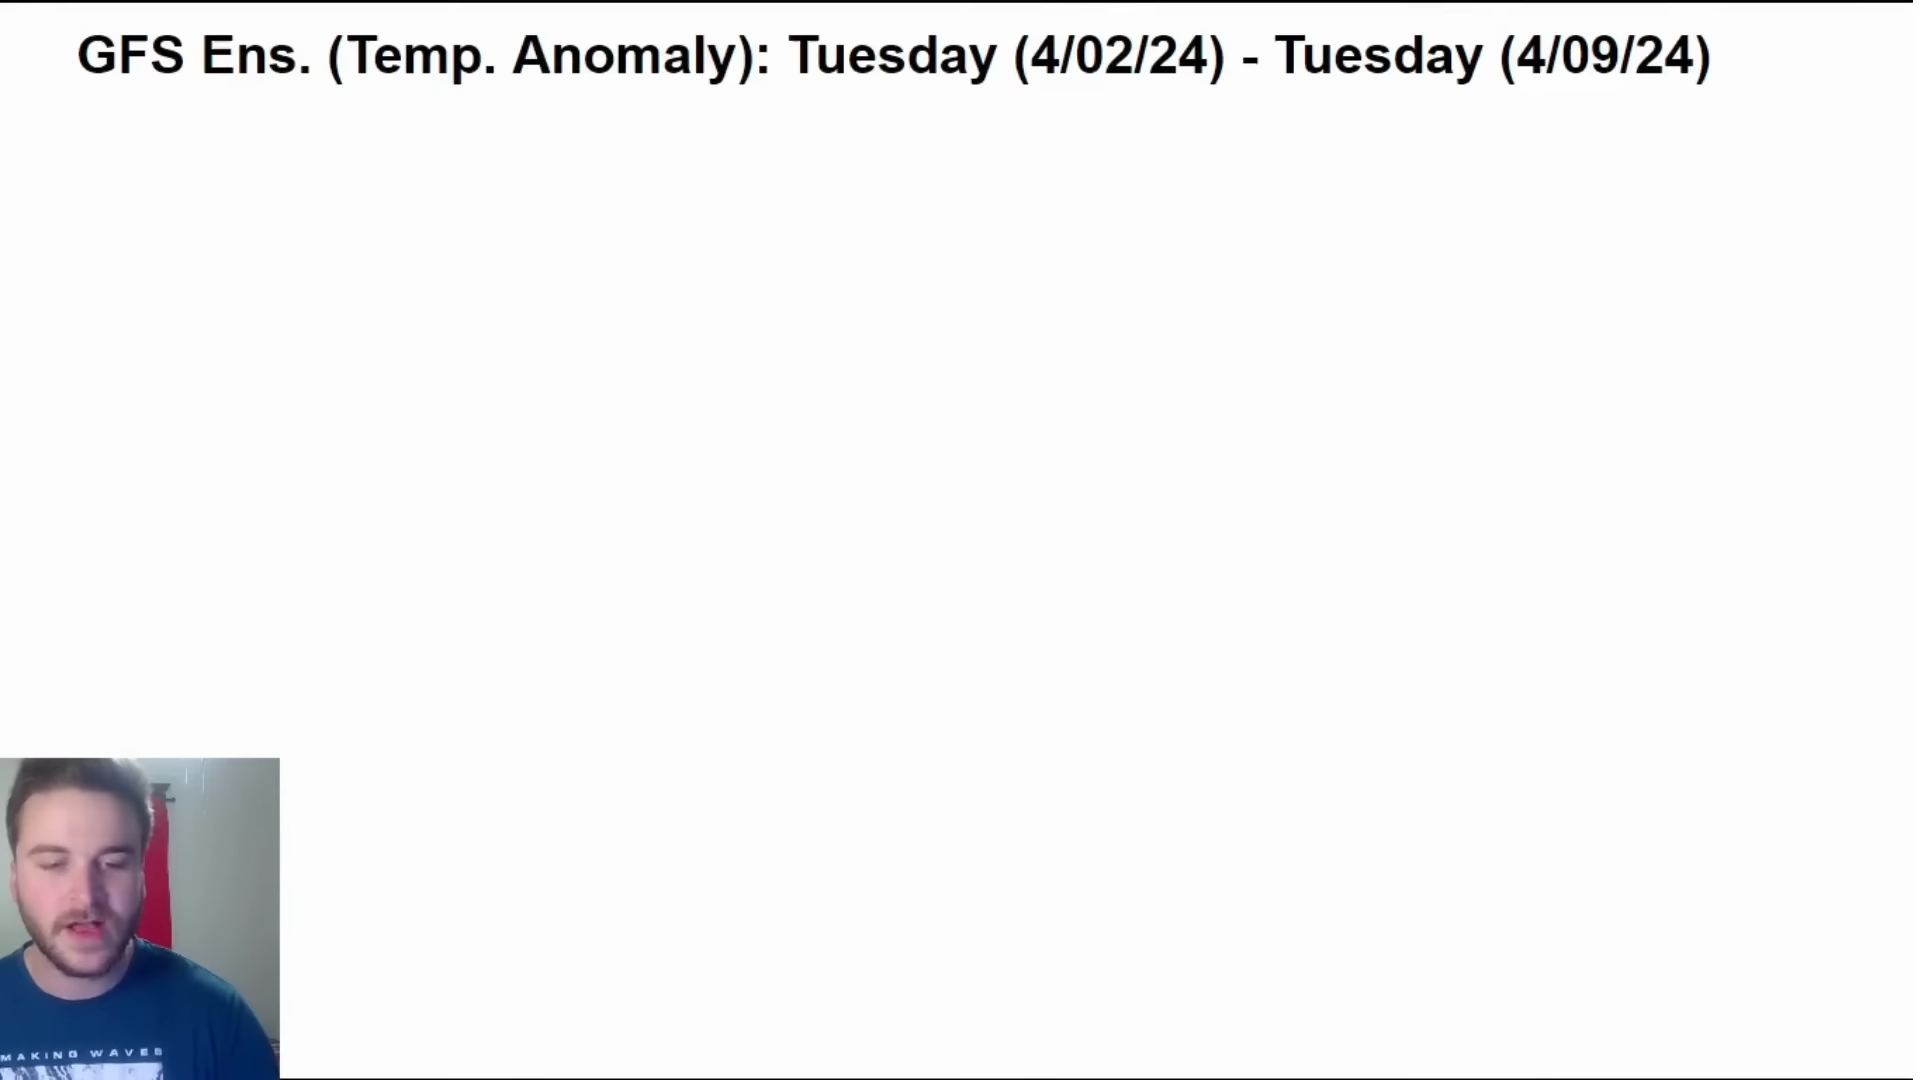 GFS Ens. (Temp. Anomaly): Tuesday (4/02/24) - Tuesday (4/09/24)
MAKING WAVES